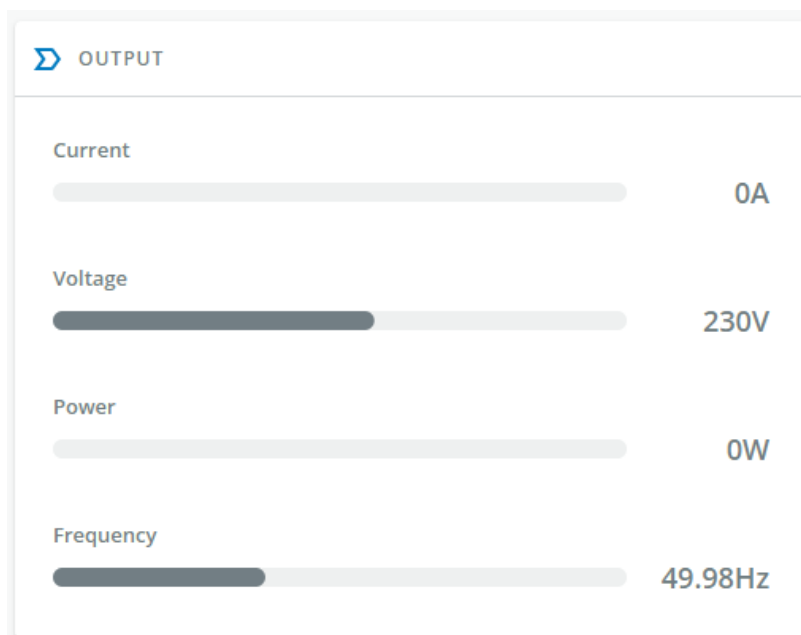 OUTPUT
Current
0A
Voltage
230V
Power
0W
Frequency
49.98Hz